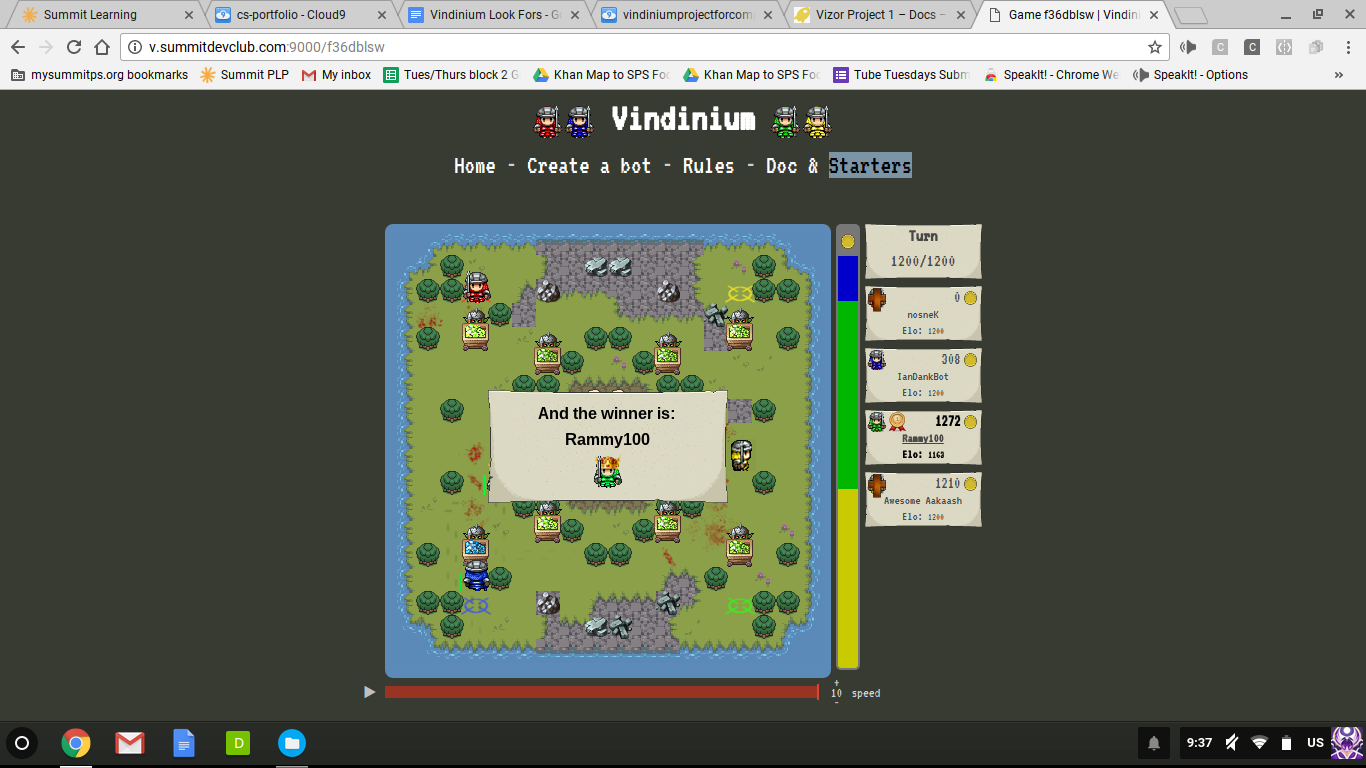 Summit Learning
cs-portfolio - Cloud9
Vindinium Look Fors - G
vindiniumprojectforcom
Vizor Project 1 – Docs –
Game f36dblsw | Vindini
v.summitdevclub.com:9000/f36dblsw
mysummitps.org bookmarks
Summit PLP
My inbox
Tues/Thurs block 2 G
Khan Map to SPS Foc
Khan Map to SPS Foc
Tube Tuesdays Subm
SpeakIt! - Chrome We
SpeakIt! - Options
»
Vindinium
Home - Create a bot - Rules - Doc & Starters
Turn
1200/1200
0
nosneK
Elo: 1200
308
IanDankBot
Elo: 1200
1272
Rammy100
Elo: 1163
1210
Awesome Aakaash
Elo: 1200
And the winner is:
Rammy100
+
10 speed
-
D
9:37
US